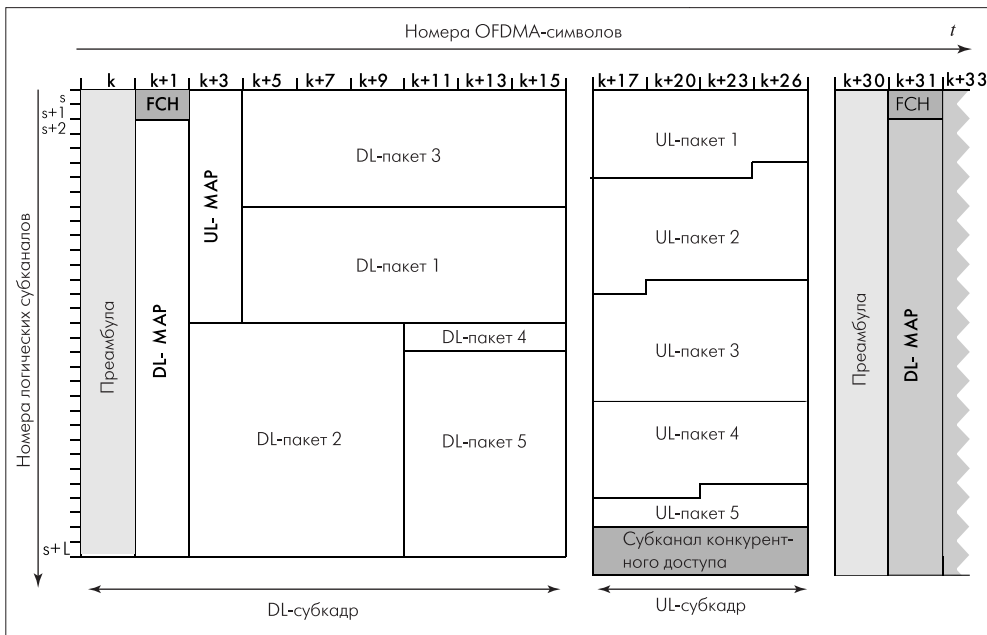 Номера OFDMA-символов
t
k k+1 k+3 k+5 k+7 k+9 k+11 k+13 k+15 k+17 k+20 k+23 k+26 k+30 k+31 k+33
s
s+1
s+2
s+L
Номера логических субканалов
Преамбула
FCH
DL- MAP
UL- MAP
DL-пакет 3
DL-пакет 1
DL-пакет 4
DL-пакет 2
DL-пакет 5
UL-пакет 1
UL-пакет 2
UL-пакет 3
UL-пакет 4
UL-пакет 5
Субканал конкурент-
ного доступа
Преамбула
FCH
DL- MAP
DL-субкадр
UL-субкадр